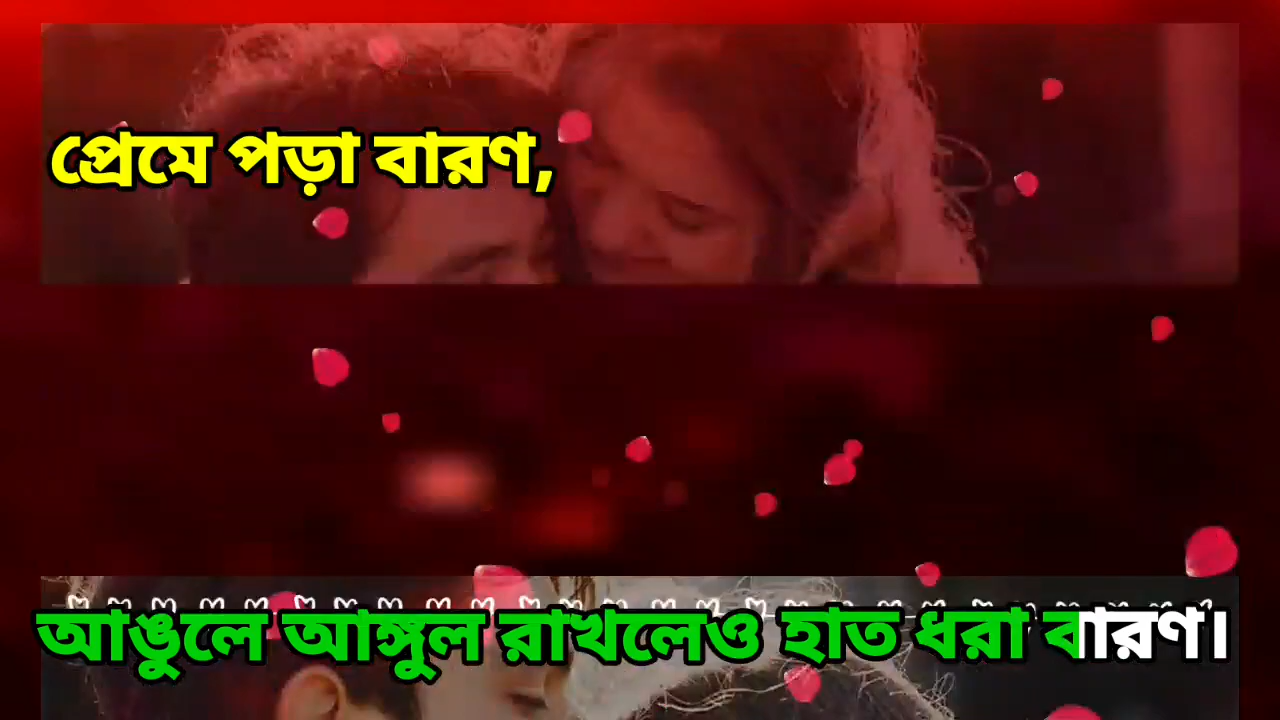 প্রেমে পড়া বারণ,
আঙুলে আঙ্গুল রাখলেও হাত ধরা বারণ।